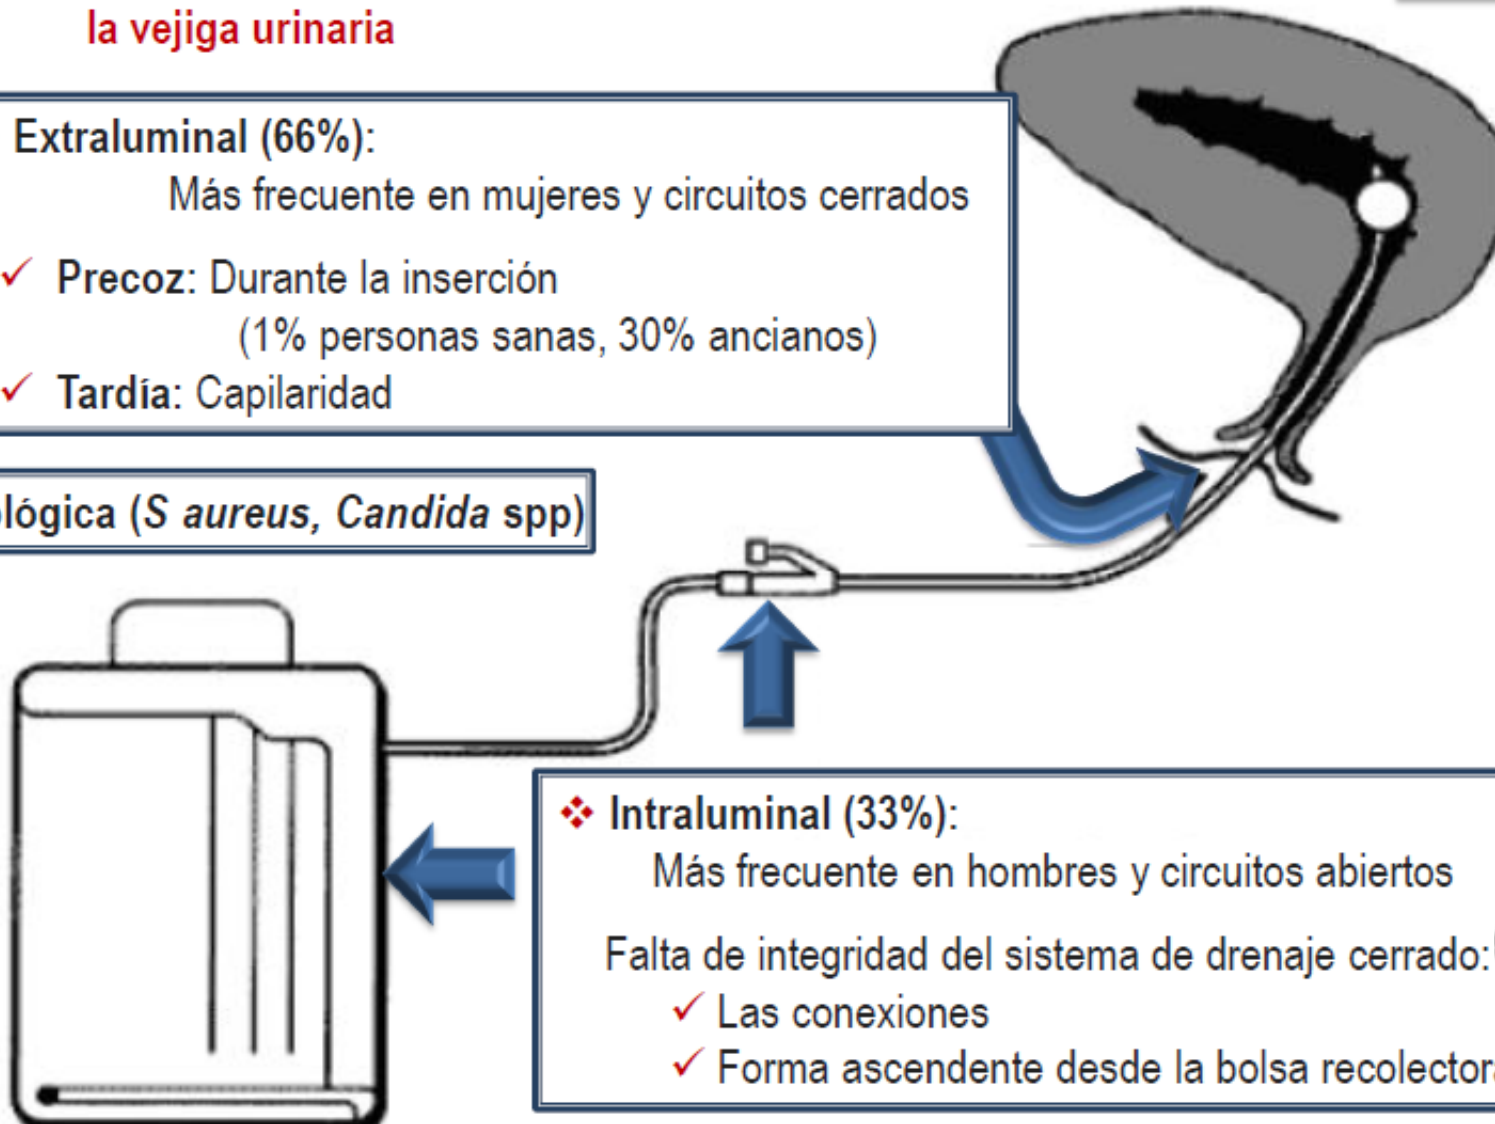 la vejiga urinaria
Extraluminal (66%):
Más frecuente en mujeres y circuitos cerrados
✓ Precoz: Durante la inserción
(1% personas sanas, 30% ancianos)
✓ Tardía: Capilaridad
ológica (S aureus, Candida spp)
❖ Intraluminal (33%):
Más frecuente en hombres y circuitos abiertos
Falta de integridad del sistema de drenaje cerrado:
✓ Las conexiones
✓ Forma ascendente desde la bolsa recolectora